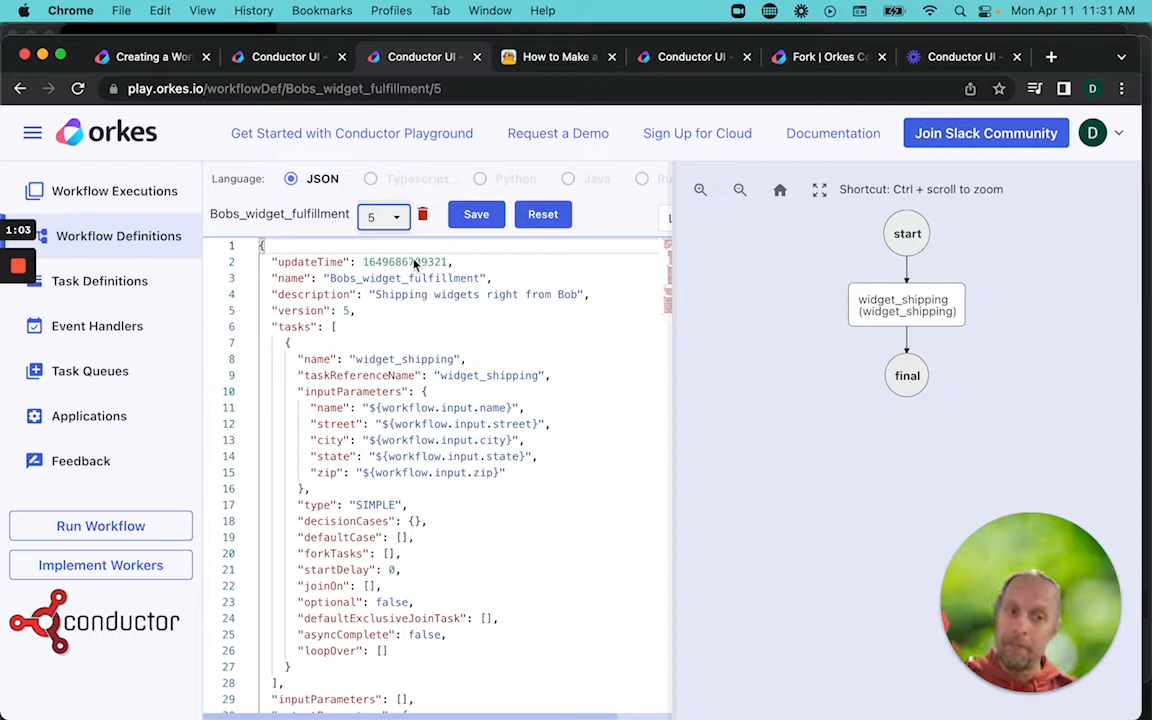 Chrome File Edit View History Bookmarks Profiles Tab Window Help Mon Apr 11 11:31 AM
Creating a Wor Conductor UI - Conductor UI - How to Make a Conductor UI - Fork | Orkes Co Conductor UI -
play.orkes.io/workflowDef/Bobs_widget_fulfillment/5 D
orkes Get Started with Conductor Playground Request a Demo Sign Up for Cloud Documentation Join Slack Community D
Workflow Executions
1:03 Workflow Definitions
Task Definitions
Event Handlers
Task Queues
Applications
Feedback
Run Workflow
Implement Workers
conductor
Language: JSON Typescript Python Java Ru
Bobs_widget_fulfillment 5 Save Reset
1 {
2 "updateTime": 
3 "name": "Bobs_widget_fulfillment",
4 "description": "Shipping widgets right from Bob",
5 "version": 5,
6 "tasks": [
7 {
8 "name": "widget_shipping",
9 "taskReferenceName": "widget_shipping",
10 "inputParameters": {
11 "name": "${workflow.input.name}",
12 "street": "${workflow.input.street}",
13 "city": "${workflow.input.city}",
14 "state": "${workflow.input.state}",
15 "zip": "${workflow.input.zip}"
16 },
17 "type": "SIMPLE",
18 "decisionCases": {},
19 "defaultCase": [],
20 "forkTasks": [],
21 "startDelay": 0,
22 "joinOn": [],
23 "optional": false,
24 "defaultExclusiveJoinTask": [],
25 "asyncComplete": false,
26 "loopOver": []
27 }
28 ],
29 "inputParameters": [],
Shortcut: Ctrl + scroll to zoom
start
widget_shipping
(widget_shipping)
final